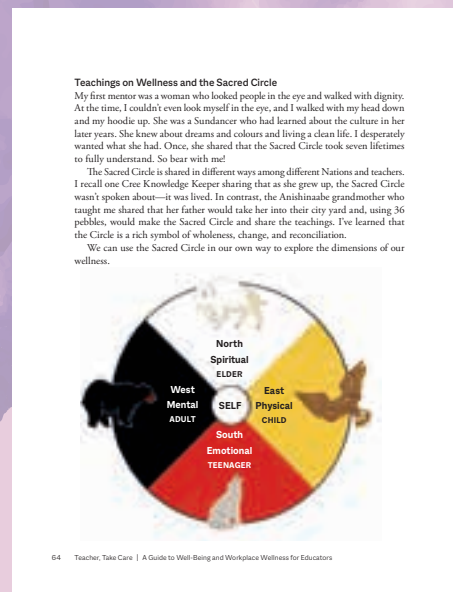 Teachings on Wellness and the Sacred Circle
My first mentor was a woman who looked people in the eye and walked with dignity.
At the time, I couldn't even look myself in the eye, and I walked with my head down
and my hoodie up. She was a Sundancer who had learned about the culture in her
later years. She knew about dreams and colours and living a clean life. I desperately
wanted what she had. Once, she shared that the Sacred Circle took seven lifetimes
to fully understand. So bear with me!
The Sacred Circle is shared in different ways among different Nations and teachers.
I recall one Cree Knowledge Keeper sharing that as she grew up, the Sacred Circle
wasn't spoken about—it was lived. In contrast, the Anishinaabe grandmother who
taught me shared that her father would take her into their city yard and, using 36
pebbles, would make the Sacred Circle and share the teachings. I've learned that
the Circle is a rich symbol of wholeness, change, and reconciliation.
We can use the Sacred Circle in our own way to explore the dimensions of our
wellness.
North
Spiritual
ELDER
West
Mental
ADULT
SELF
East
Physical
CHILD
South
Emotional
TEENAGER
64 Teacher, Take Care | A Guide to Well-Being and Workplace Wellness for Educators